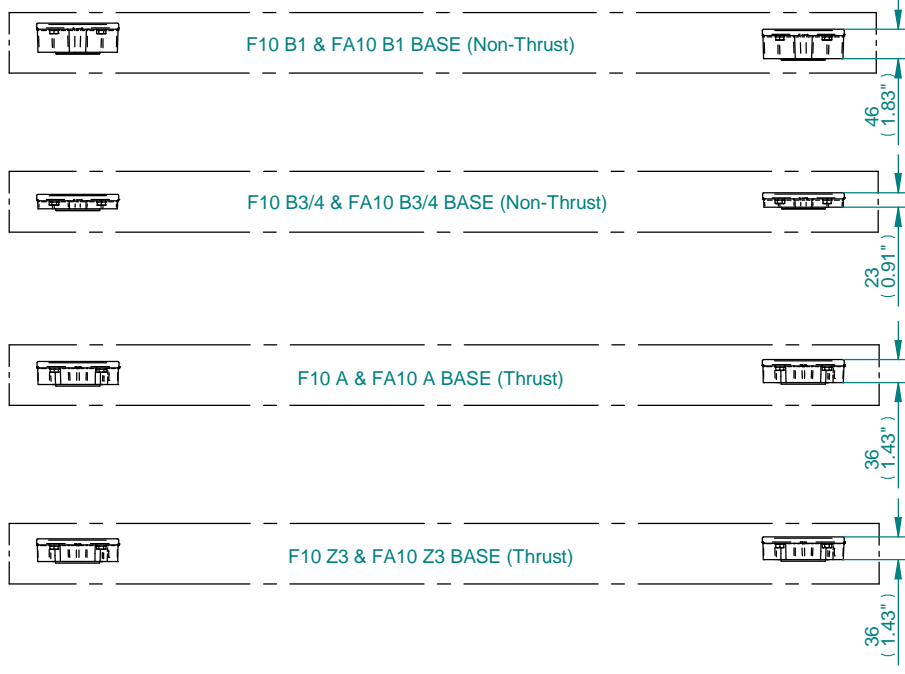 F10 B1 & FA10 B1 BASE (Non-Thrust)
46
( 1.83" )
F10 B3/4 & FA10 B3/4 BASE (Non-Thrust)
23
( 0.91" )
F10 A & FA10 A BASE (Thrust)
36
( 1.43" )
F10 Z3 & FA10 Z3 BASE (Thrust)
36
( 1.43" )